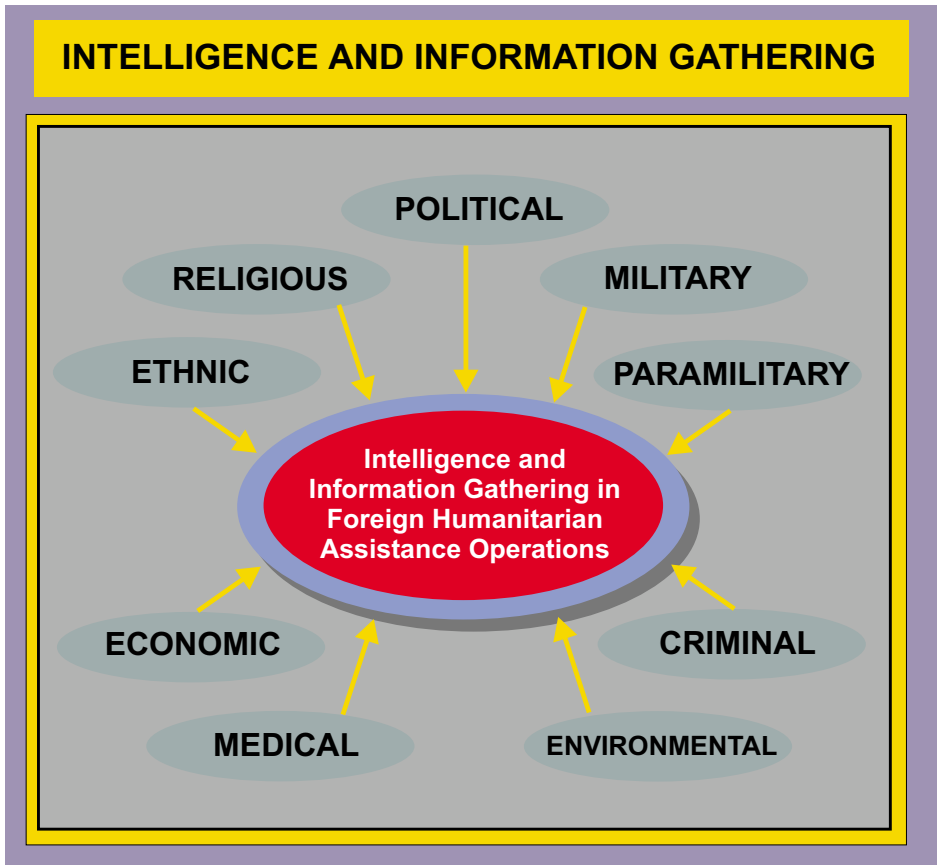 INTELLIGENCE AND INFORMATION GATHERING
POLITICAL
RELIGIOUS
MILITARY
ETHNIC
PARAMILITARY
Intelligence and
Information Gathering in
Foreign Humanitarian
Assistance Operations
ECONOMIC
CRIMINAL
MEDICAL
ENVIRONMENTAL